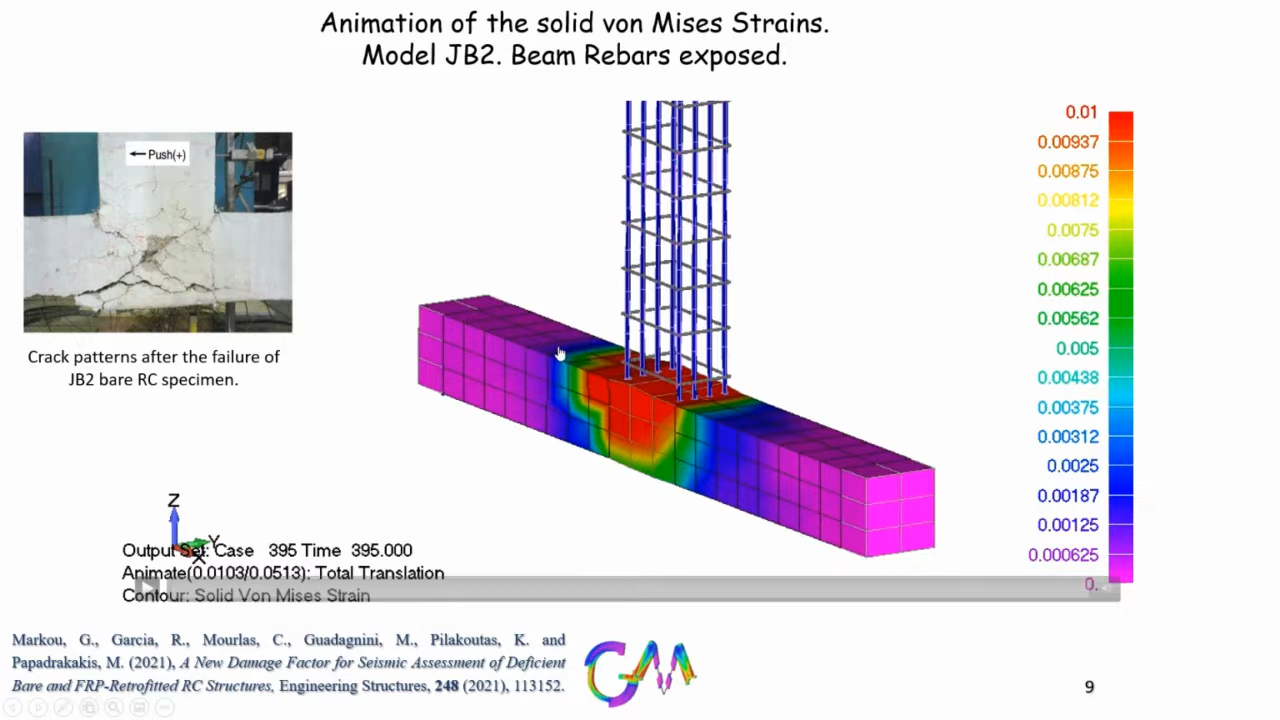 Animation of the solid von Mises Strains.
Model JB2. Beam Rebars exposed.
Push(+)
Crack patterns after the failure of
JB2 bare RC specimen.
0.01
0.00937
0.00875
0.00812
0.0075
0.00687
0.00625
0.00562
0.005
0.00438
0.00375
0.00312
0.0025
0.00187
0.00125
0.000625
0.
Z
Y
X
Output Set: Case 395 Time 395.000
Animate(0.0103/0.0513): Total Translation
Contour: Solid Von Mises Strain
Markou, G., Garcia, R., Mourlas, C., Guadagnini, M., Pilakoutas, K. and
Papadrakakis, M. (2021), A New Damage Factor for Seismic Assessment of Deficient
Bare and FRP-Retrofitted RC Structures, Engineering Structures, 248 (2021), 113152.
GM
9